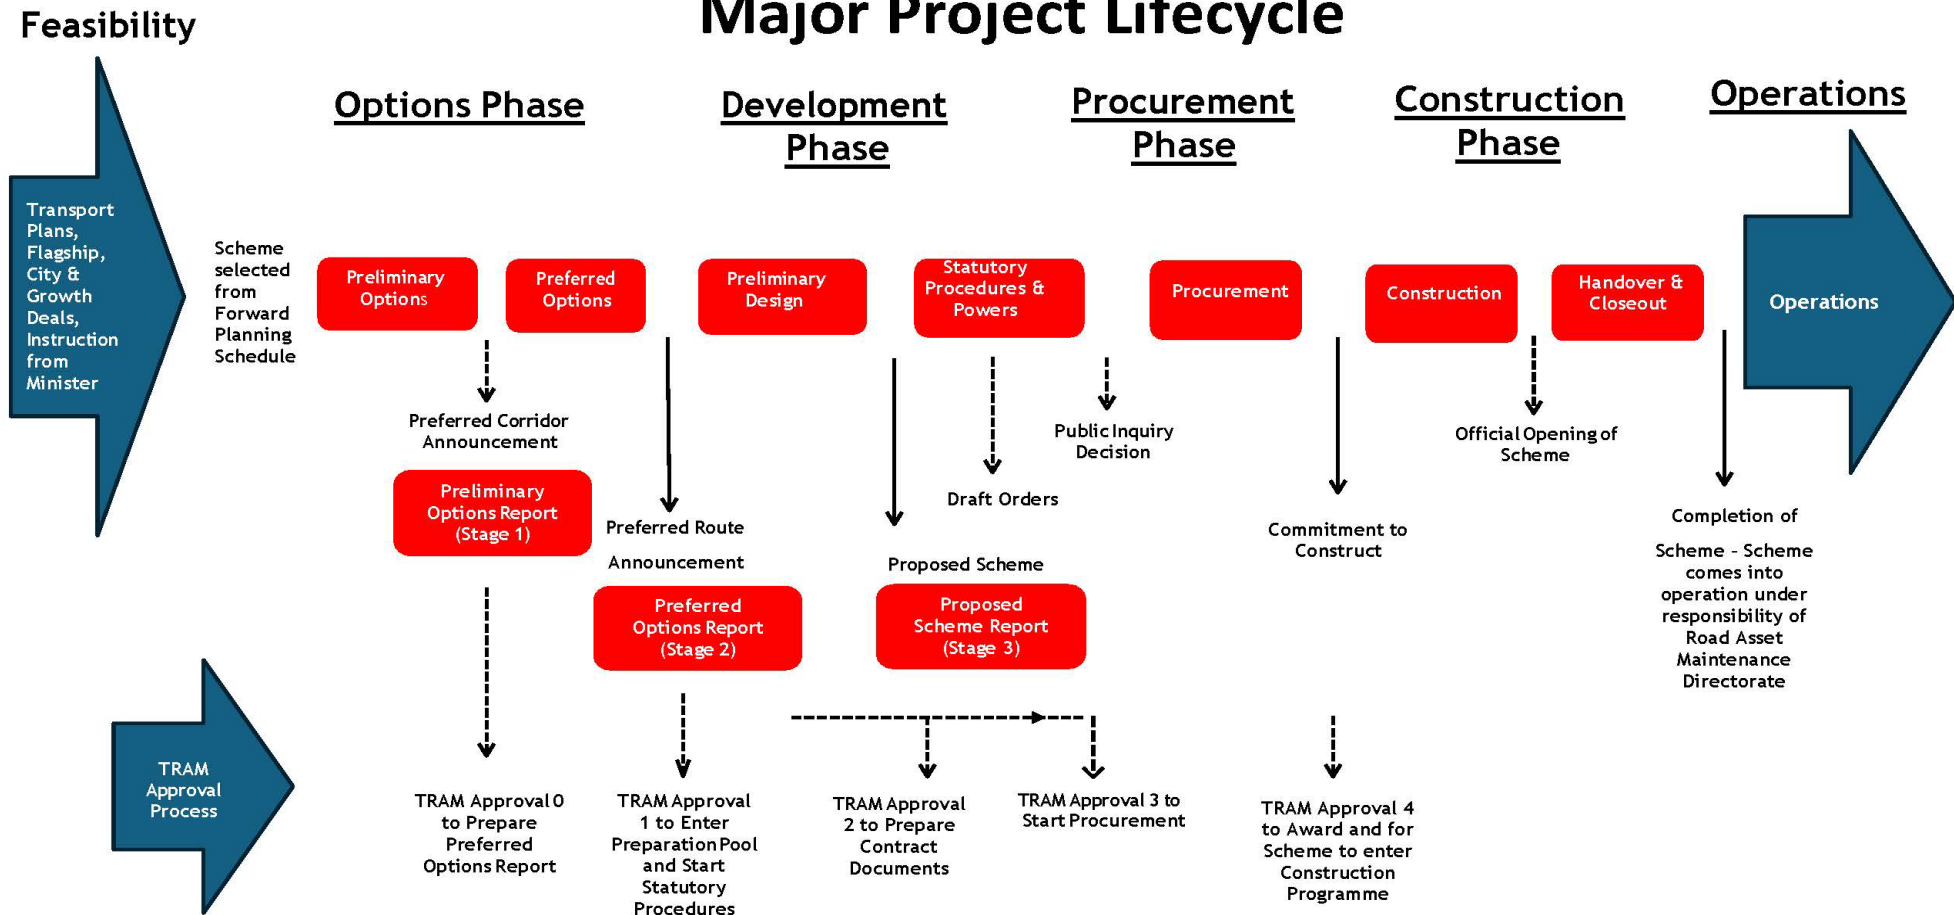 Major Project Lifecycle
Feasibility
Options Phase
Development
Phase
Procurement
Phase
Construction
Phase
Operations
Transport
Plans,
Flagship,
City &
Growth
Deals,
Instruction
from
Minister
Scheme
selected
from
Forward
Planning
Schedule
Preliminary
Options
Preferred
Options
Preliminary
Design
Statutory
Procedures &
Powers
Procurement
Construction
Handover &
Closeout
Operations
Preferred Corridor
Announcement
Preliminary
Options Report
(Stage 1)
Preferred Route
Announcement
Preferred
Options Report
(Stage 2)
Proposed Scheme
Proposed
Scheme Report
(Stage 3)
Draft Orders
Public Inquiry
Decision
Commitment to
Construct
Official Opening of
Scheme
Completion of
Scheme - Scheme
comes into
operation under
responsibility of
Road Asset
Maintenance
Directorate
TRAM
Approval
Process
TRAM Approval 0
to Prepare
Preferred
Options Report
TRAM Approval
1 to Enter
Preparation Pool
and Start
Statutory
Procedures
TRAM Approval
2 to Prepare
Contract
Documents
TRAM Approval 3 to
Start Procurement
TRAM Approval 4
to Award and for
Scheme to enter
Construction
Programme